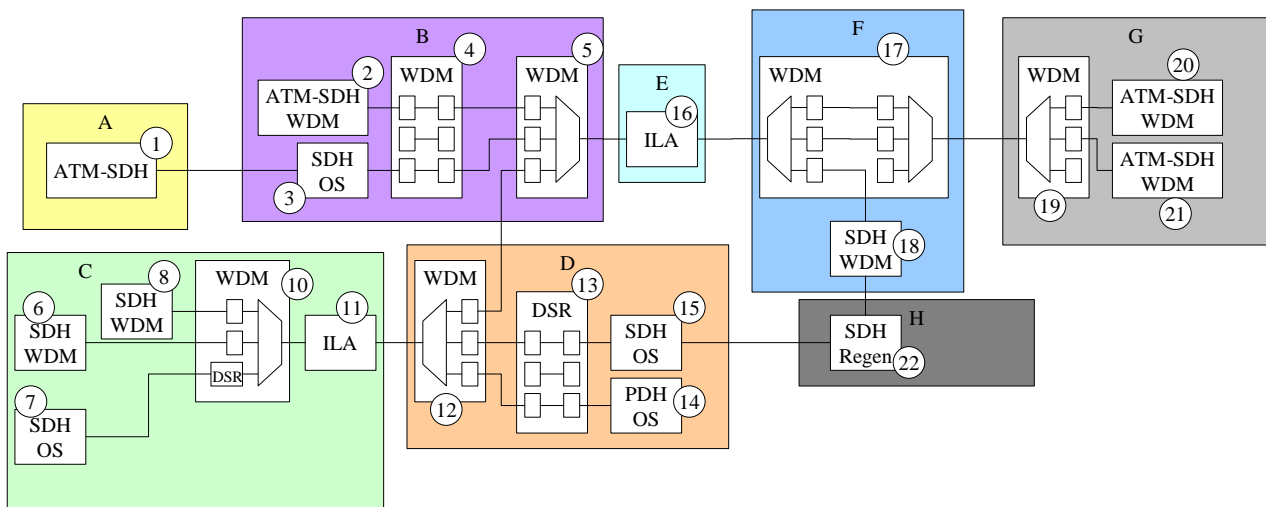 A
1
ATM-SDH
B
2
ATM-SDH
WDM
SDH
OS
3
4
WDM
5
WDM
E
16
ILA
F
17
WDM
SDH
WDM
18
G
WDM
19
20
ATM-SDH
WDM
ATM-SDH
WDM
21
C
6
SDH
WDM
8
SDH
WDM
7
SDH
OS
WDM
10
DSR
11
ILA
D
WDM
12
13
DSR
15
SDH
OS
PDH
OS
14
H
SDH
Regen
22